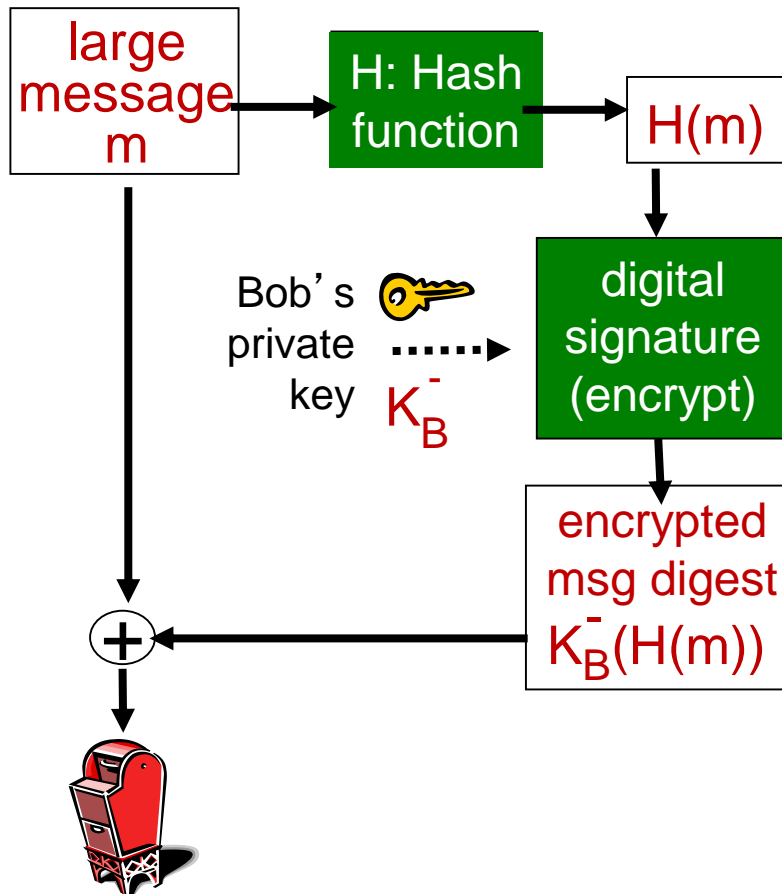 large
message
m
H: Hash
function
H(m)
Bob's
private
key
K_B^-
digital
signature
(encrypt)
encrypted
msg digest
K_B^-(H(m))
+